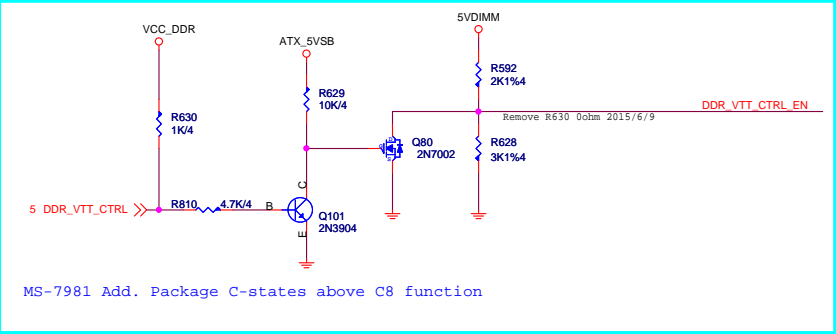 VCC_DDR
ATX_5VSB
5VDIMM
R630
1K/4
R629
10K/4
R592
2K1%4
DDR_VTT_CTRL_EN
Remove R630 0ohm 2015/6/9
Q80
2N7002
R628
3K1%4
5 DDR_VTT_CTRL
R810 4.7K/4
B
C
E
Q101
2N3904
MS-7981 Add. Package C-states above C8 function